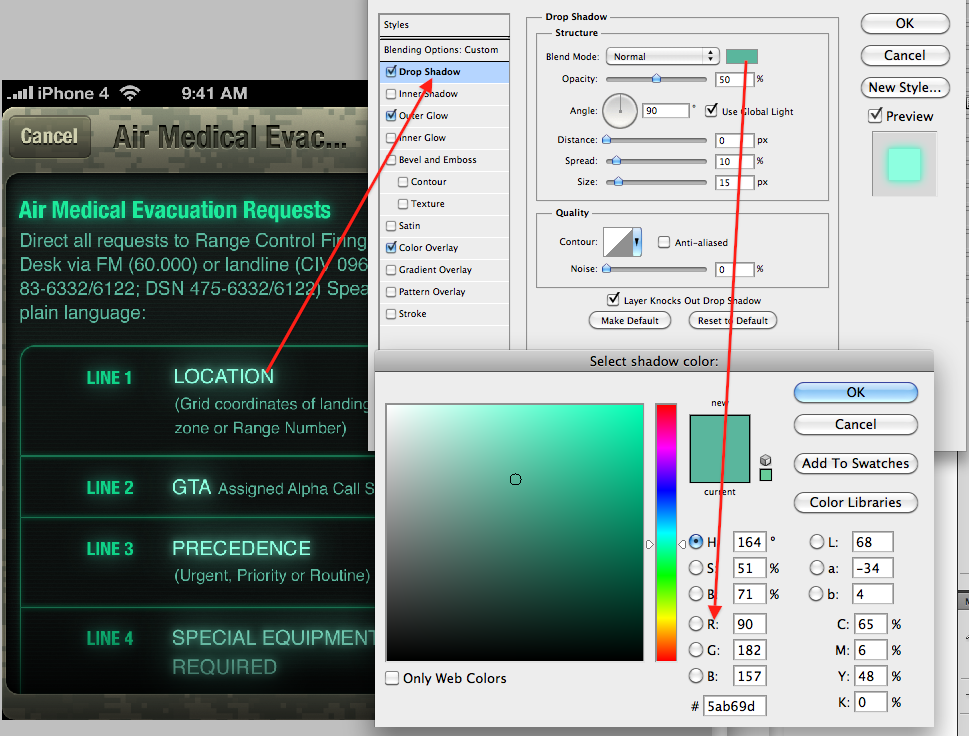 iPhone 4 9:41 AM
Cancel Air Medical Evac...
Air Medical Evacuation Requests
Direct all requests to Range Control Firing
Desk via FM (60.000) or landline (CIV 096
83-6332/6122; DSN 475-6332/6122) Spea
plain language:
LINE 1 LOCATION
(Grid coordinates of landing
zone or Range Number)
LINE 2 GTA Assigned Alpha Call S
LINE 3 PRECEDENCE
(Urgent, Priority or Routine)
LINE 4 SPECIAL EQUIPMENT
REQUIRED
Styles
Blending Options: Custom
Drop Shadow
Inner Shadow
Outer Glow
Inner Glow
Bevel and Emboss
Contour
Texture
Satin
Color Overlay
Gradient Overlay
Pattern Overlay
Stroke
Drop Shadow
Structure
Blend Mode: Normal
Opacity: 50 %
Angle: 90 ° Use Global Light
Distance: 0 px
Spread: 10 %
Size: 15 px
Quality
Contour: Anti-aliased
Noise: 0 %
Layer Knocks Out Drop Shadow
Make Default Reset to Default
OK
Cancel
New Style...
Preview
Select shadow color:
new
current
OK
Cancel
Add To Swatches
Color Libraries
H: 164 °
S: 51 %
B: 71 %
R: 90
G: 182
B: 157
# 5ab69d
L: 68
a: -34
b: 4
C: 65 %
M: 6 %
Y: 48 %
K: 0 %
Only Web Colors